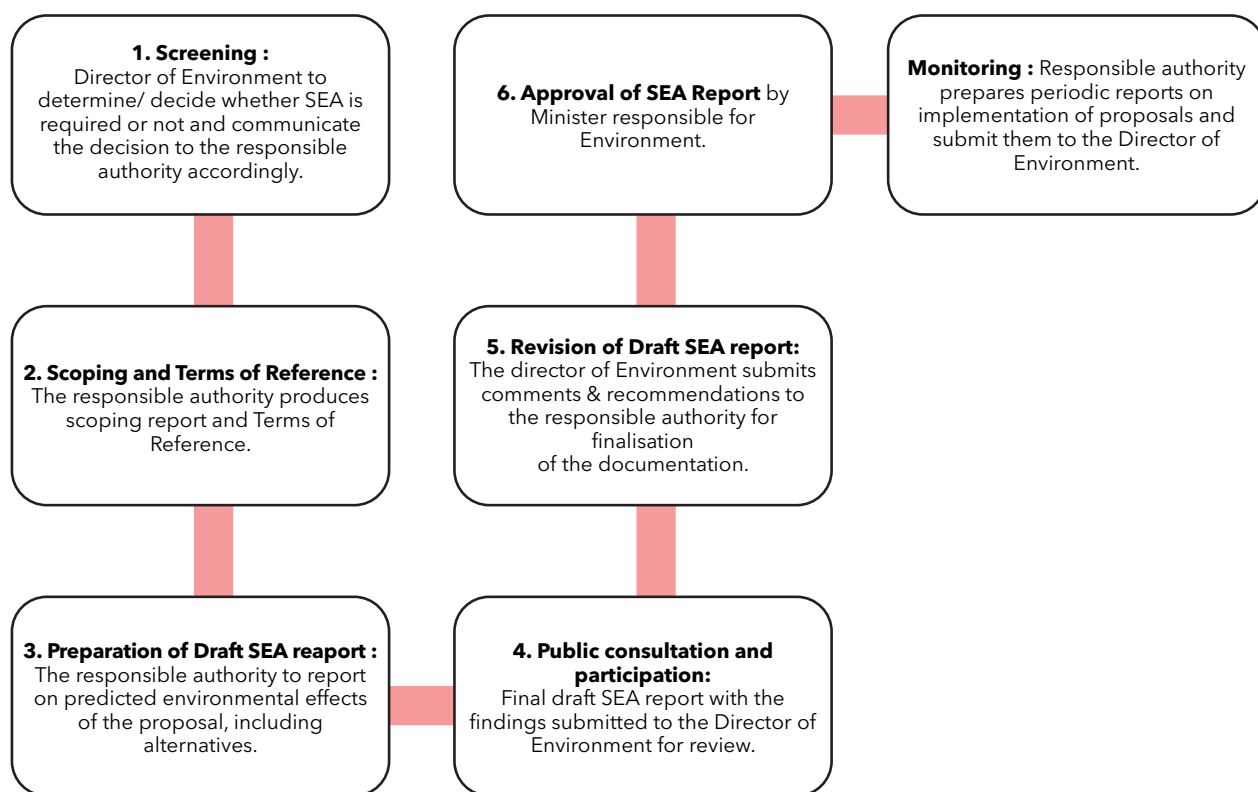 1. Screening :
Director of Environment to
determine/ decide whether SEA is
required or not and communicate
the decision to the responsible
authority accordingly.
2. Scoping and Terms of Reference :
The responsible authority produces
scoping report and Terms of
Reference.
3. Preparation of Draft SEA reaport :
The responsible authority to report
on predicted environmental effects
of the proposal, including
alternatives.
4. Public consultation and
participation:
Final draft SEA report with the
findings submitted to the Director of
Environment for review.
5. Revision of Draft SEA report:
The director of Environment submits
comments & recommendations to
the responsible authority for
finalisation
of the documentation.
6. Approval of SEA Report by
Minister responsible for
Environment.
Monitoring : Responsible authority
prepares periodic reports on
implementation of proposals and
submit them to the Director of
Environment.